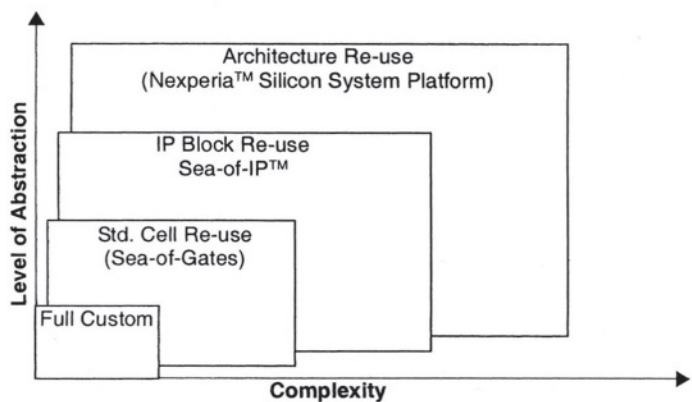 Architecture Re-use
(Nexperia™ Silicon System Platform)
IP Block Re-use
Sea-of-IP™
Std. Cell Re-use
(Sea-of-Gates)
Full Custom
Level of Abstraction
Complexity